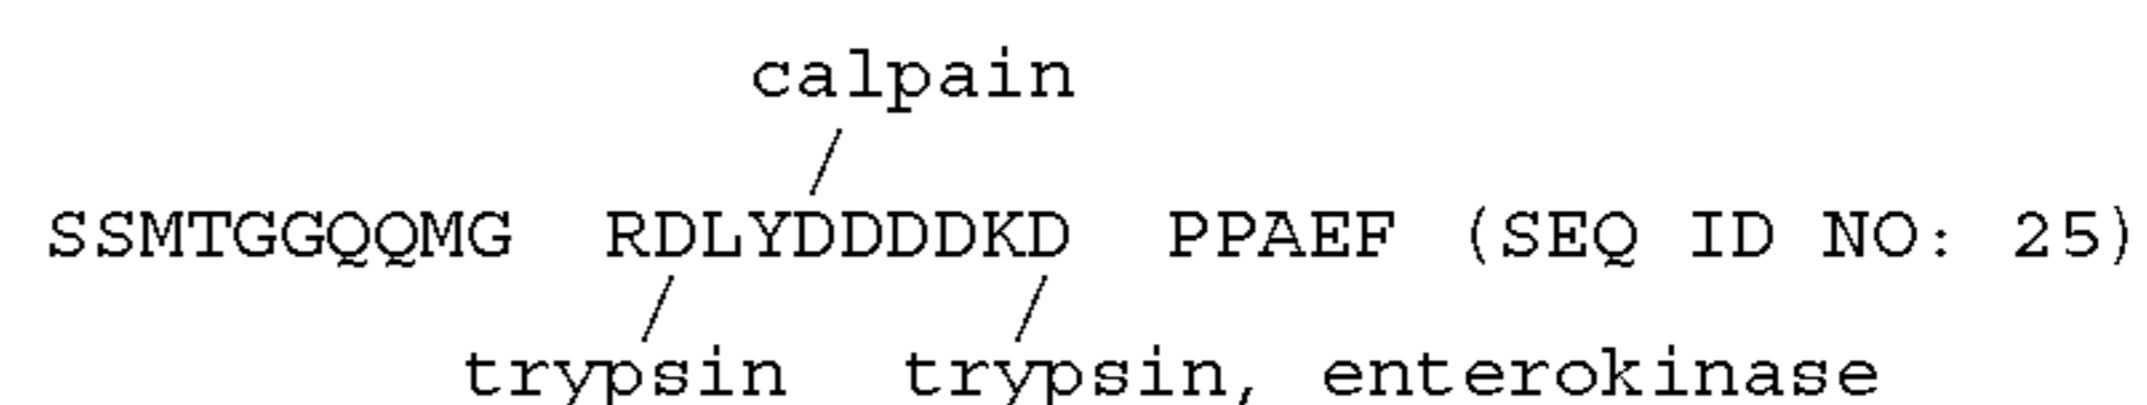 calpain
SSMTGGQQMG RDLYDDDDKD PPAEF (SEQ ID NO: 25)
trypsin trypsin, enterokinase